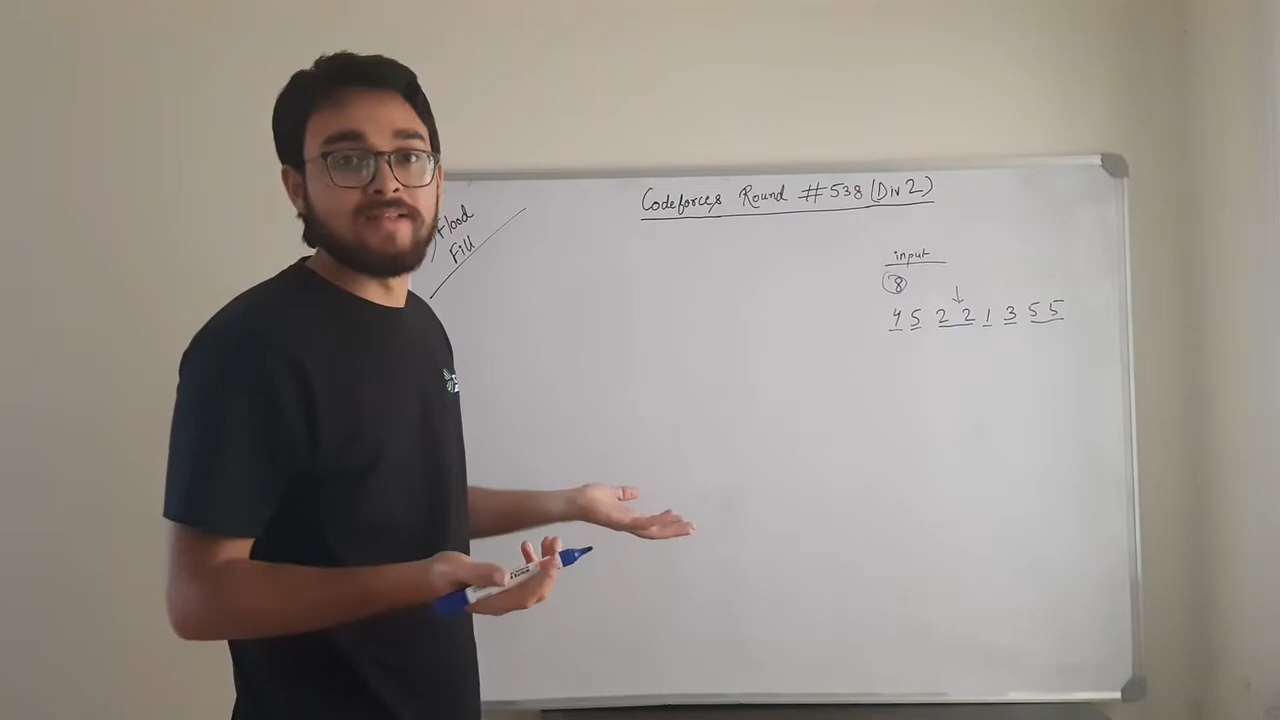 Codeforces Round #538 (Div 2)
Flood
Fill
input
8
4 5 2 2 1 3 5 5